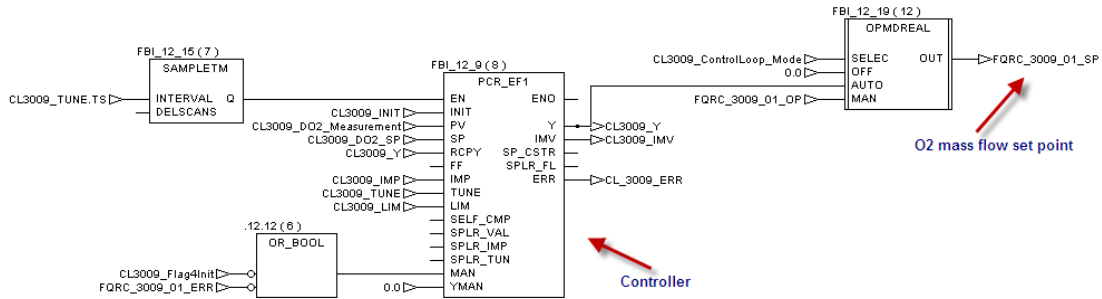 FBI_12_19 (12)
OPMDREAL
CL3009_ControlLoop_Mode
SELEC
OUT
FQRC_3009_01_SP
0.0
OFF
AUTO
FQRC_3009_01_OP
MAN
O2 mass flow set point
FBI_12_15 (7)
SAMPLETM
CL3009_TUNE.TS
INTERVAL
Q
DELSCANS
FBI_12_9 (8)
PCR_EF1
EN
ENO
CL3009_INIT
INIT
CL3009_DO2_Measurement
PV
Y
CL3009_Y
CL3009_DO2_SP
SP
IMV
CL3009_IMV
CL3009_Y
RCPY
SP_CSTR
FF
SPLR_FL
CL3009_IMP
IMP
ERR
CL_3009_ERR
CL3009_TUNE
TUNE
CL3009_LIM
LIM
SELF_CMP
SPLR_VAL
SPLR_IMP
SPLR_TUN
MAN
0.0
YMAN
Controller
.12.12 (6)
OR_BOOL
CL3009_Flag4Init
FQRC_3009_01_ERR